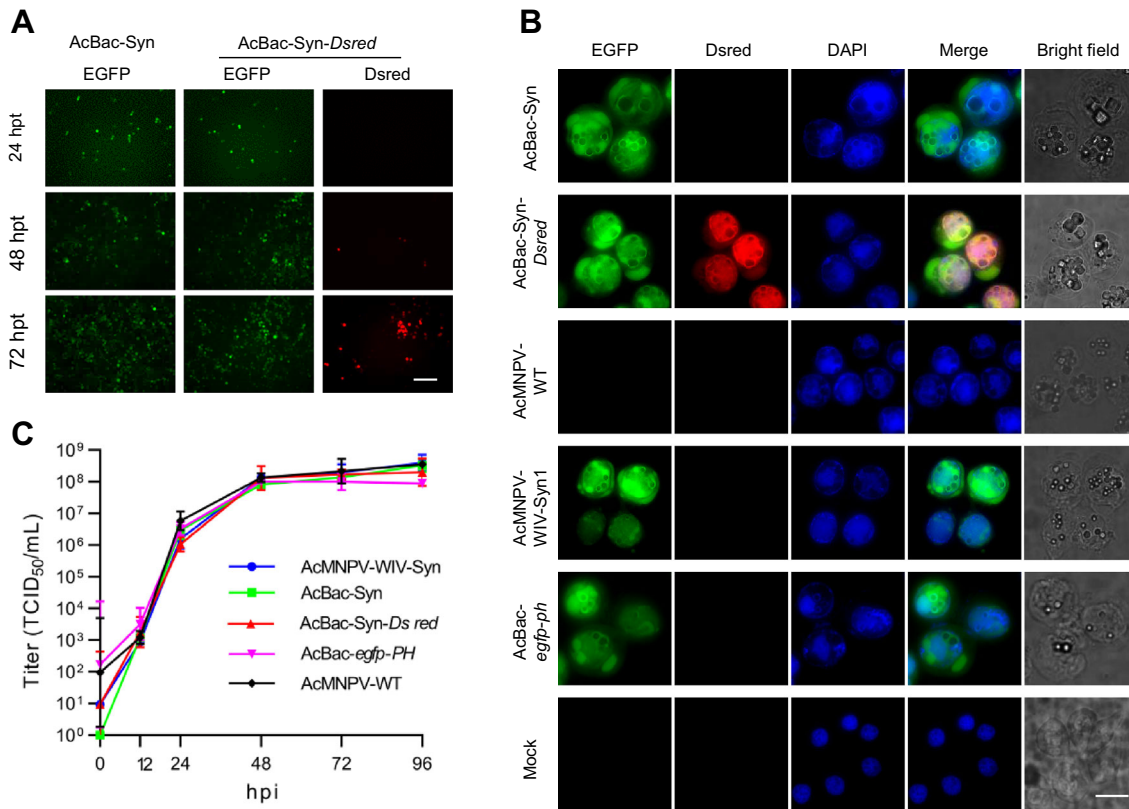 A
AcBac-Syn
AcBac-Syn-Dsred
EGFP
EGFP
Dsred
24 hpt
48 hpt
72 hpt
B
EGFP
Dsred
DAPI
Merge
Bright field
AcBac-Syn
AcBac-Syn-
Dsred
AcMNPV-
WT
AcMNPV-
WIV-Syn1
AcBac-
egfp-ph
Mock
C
Titer (TCID50/mL)
10⁹
10⁸
10⁷
10⁶
10⁵
10⁴
10³
10²
10¹
10⁰
AcMNPV-WIV-Syn
AcBac-Syn
AcBac-Syn-Ds red
AcBac-egfp-PH
AcMNPV-WT
0 12 24 48 72 96
hpi